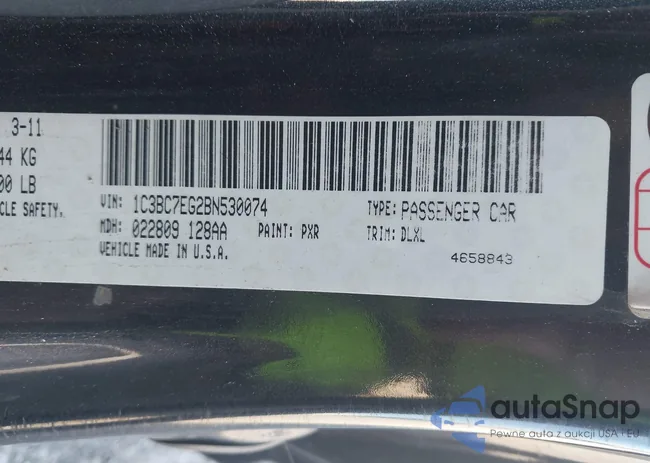 3-11
44 KG
00 LB
CLE SAFETY.
VIN: 1C3BC7EG2BN530074 TYPE: PASSENGER CAR
MDH: 022809 128AA PAINT: PXR TRIM: DLXL
VEHICLE MADE IN U.S.A.
4658843
autaSnap
Pewne auta z aukcji USA i EU